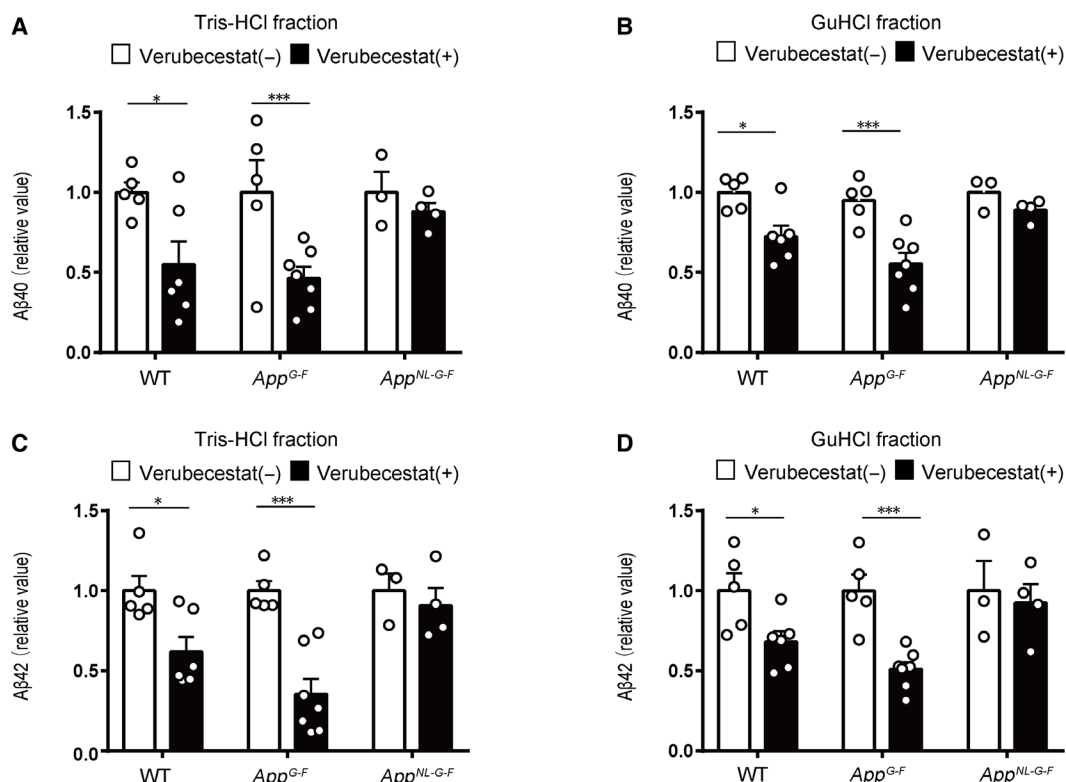 A
Tris-HCl fraction
Verubecestat(−) Verubecestat(+)
Aβ40 (relative value)
1.5
1.0
0.5
0.0
* ***
WT App^G-F App^NL-G-F
B
GuHCl fraction
Verubecestat(−) Verubecestat(+)
Aβ40 (relative value)
1.5
1.0
0.5
0.0
* ***
WT App^G-F App^NL-G-F
C
Tris-HCl fraction
Verubecestat(−) Verubecestat(+)
Aβ42 (relative value)
1.5
1.0
0.5
0.0
* ***
WT App^G-F App^NL-G-F
D
GuHCl fraction
Verubecestat(−) Verubecestat(+)
Aβ42 (relative value)
1.5
1.0
0.5
0.0
* ***
WT App^G-F App^NL-G-F